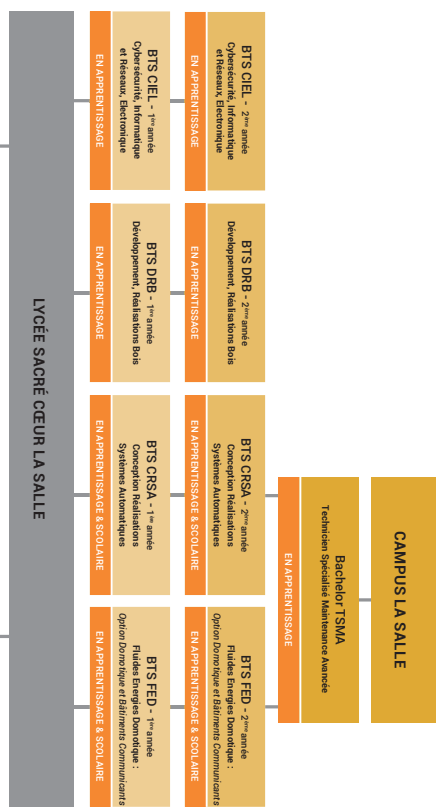 CAMPUS LA SALLE
Bachelor TSMA
Technicien Spécialisé Maintenance Avancée
EN APPRENTISSAGE
BTS CIEL - 2ème année
Cybersécurité, Informatique
et Réseaux, Electronique
EN APPRENTISSAGE
BTS DRB - 2ème année
Développement, Réalisations Bois
EN APPRENTISSAGE
BTS CRSA - 2ème année
Conception Réalisations
Systèmes Automatiques
EN APPRENTISSAGE & SCOLAIRE
BTS FED - 2ème année
Fluides Energies Domotique :
Option Domotique et Bâtiments Communicants
EN APPRENTISSAGE & SCOLAIRE
BTS CIEL - 1ère année
Cybersécurité, Informatique
et Réseaux, Electronique
EN APPRENTISSAGE
BTS DRB - 1ère année
Développement, Réalisations Bois
EN APPRENTISSAGE
BTS CRSA - 1ère année
Conception Réalisations
Systèmes Automatiques
EN APPRENTISSAGE & SCOLAIRE
BTS FED - 1ère année
Fluides Energies Domotique :
Option Domotique et Bâtiments Communicants
EN APPRENTISSAGE & SCOLAIRE
LYCÉE SACRÉ CŒUR LA SALLE